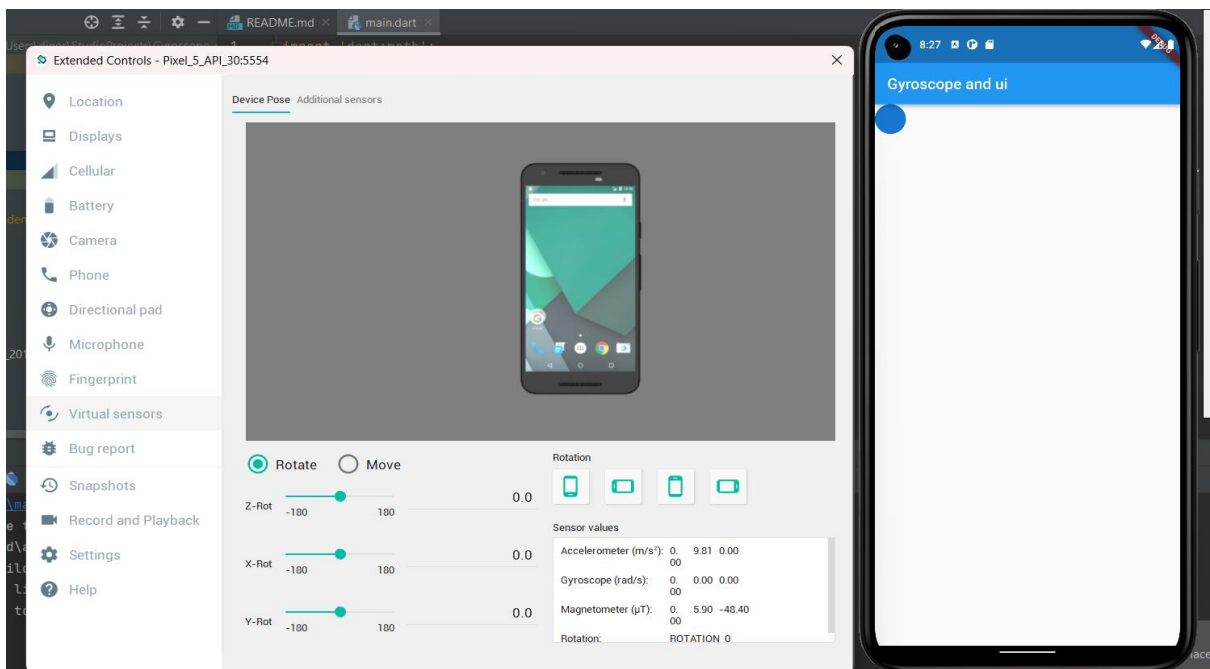 README.md
main.dart
import 'dart:math';
Extended Controls - Pixel_5_API_30:5554
Location
Displays
Cellular
Battery
Camera
Phone
Directional pad
Microphone
Fingerprint
Virtual sensors
Bug report
Snapshots
Record and Playback
Settings
Help
Device Pose Additional sensors
Google
Rotate Move
Z-Rot -180 180 0.0
X-Rot -180 180 0.0
Y-Rot -180 180 0.0
Rotation
Sensor values
Accelerometer (m/s²): 0. 9.81 0.00
00
Gyroscope (rad/s): 0. 0.00 0.00
00
Magnetometer (μT): 0. 5.90 -48.40
00
Rotation: ROTATION_0
8:27
DEBUG
Gyroscope and ui